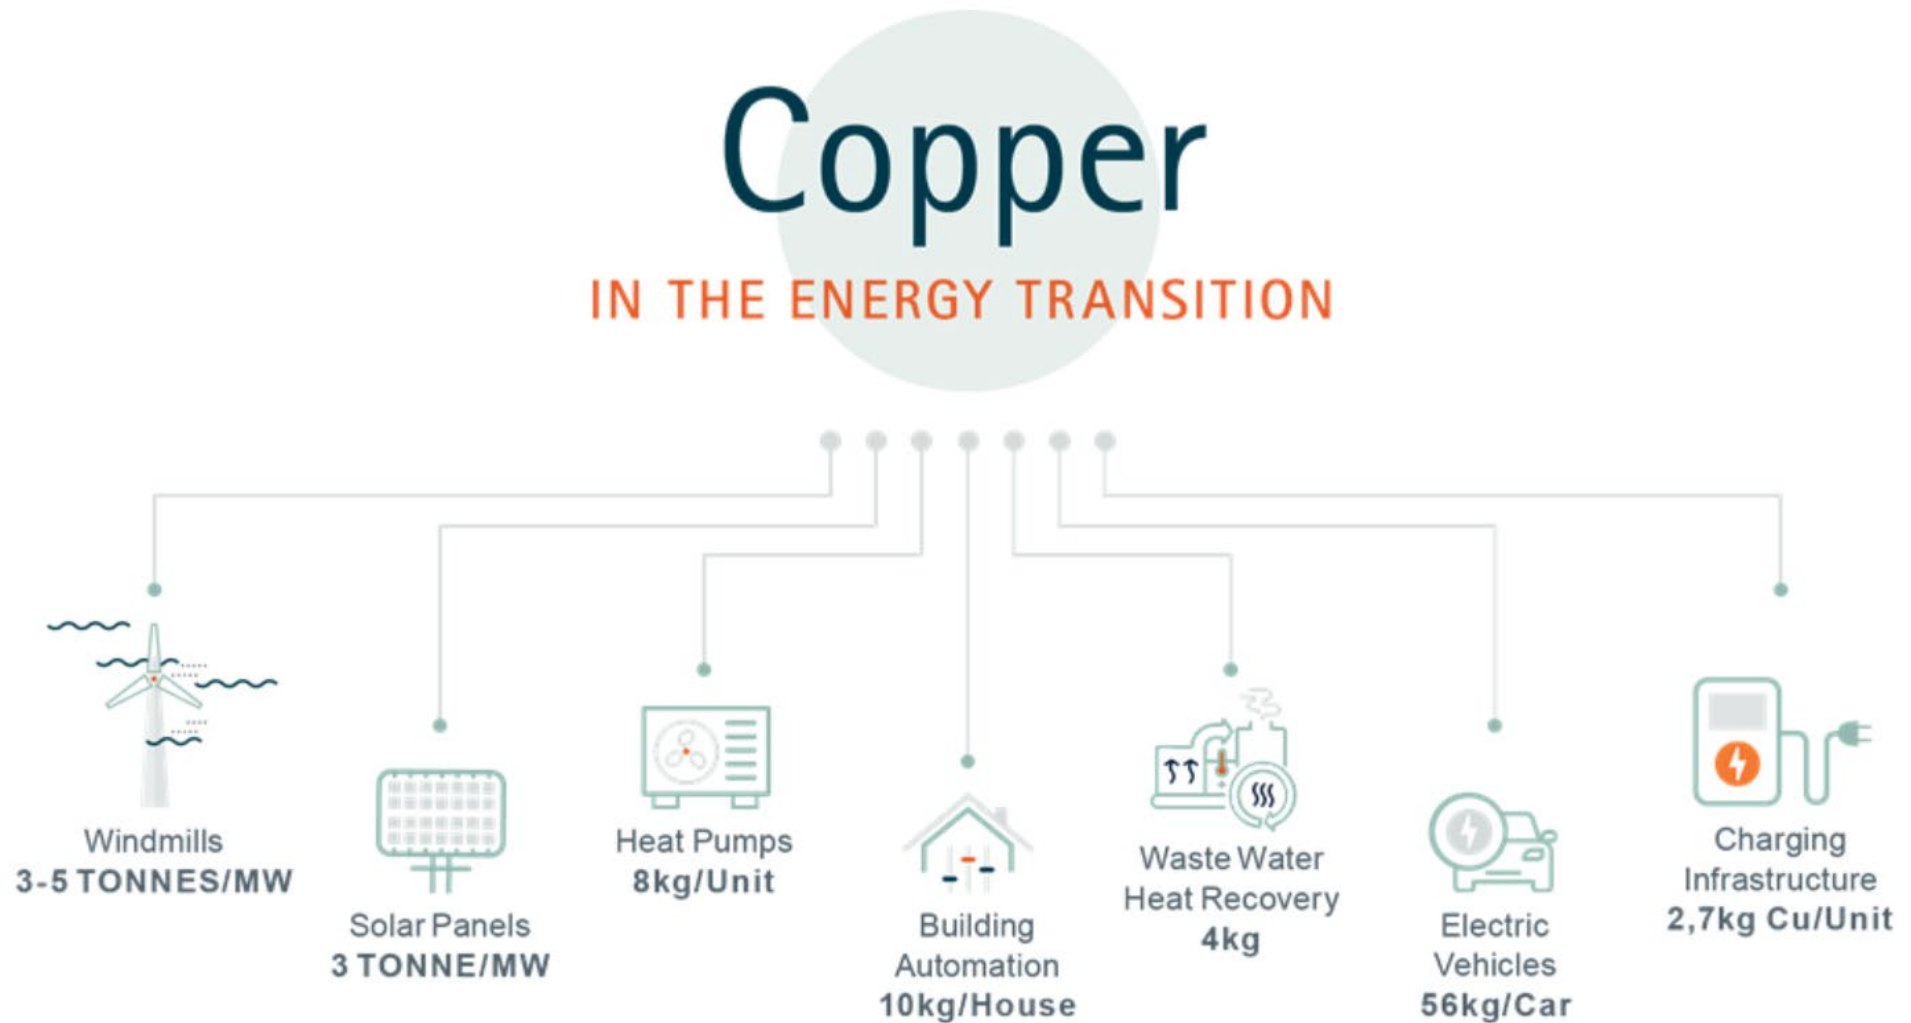 Copper
IN THE ENERGY TRANSITION
Windmills
3-5 TONNES/MW
Solar Panels
3 TONNE/MW
Heat Pumps
8kg/Unit
Building
Automation
10kg/House
Waste Water
Heat Recovery
4kg
Electric
Vehicles
56kg/Car
Charging
Infrastructure
2,7kg Cu/Unit